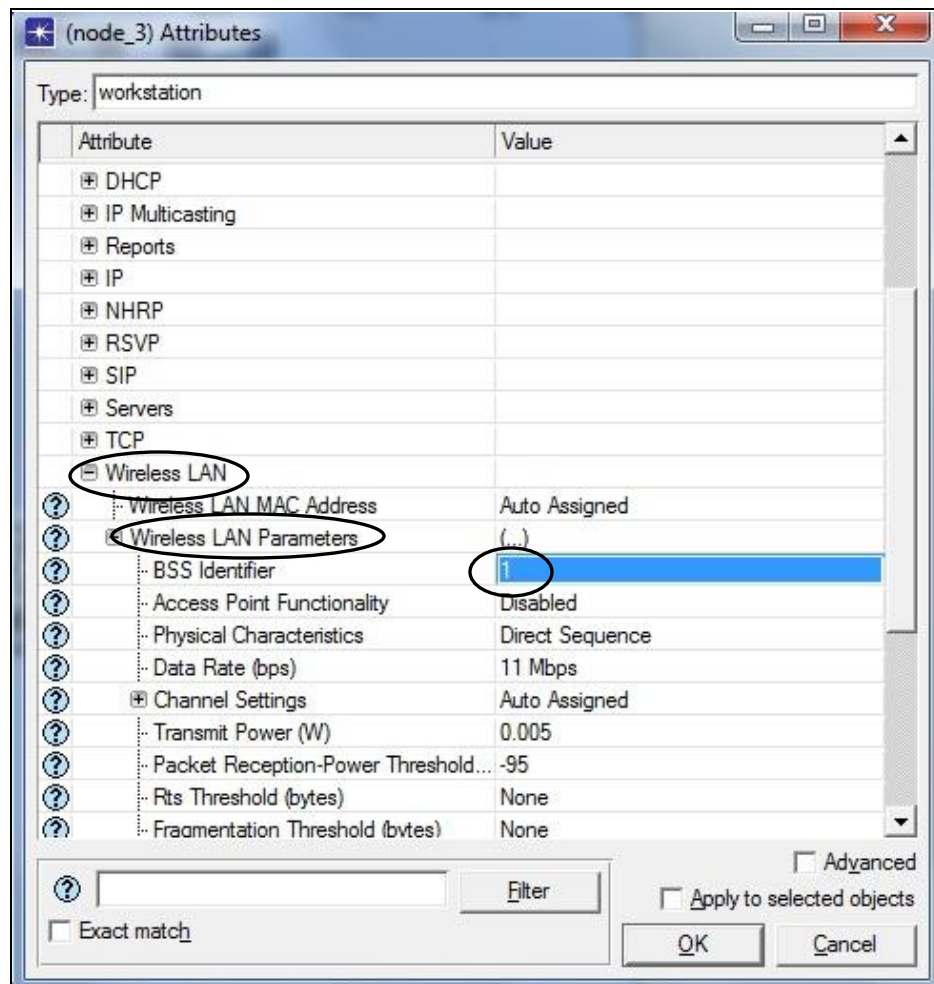 (node_3) Attributes
Type: workstation
Attribute Value
DHCP
IP Multicasting
Reports
IP
NHRP
RSVP
SIP
Servers
TCP
Wireless LAN
Wireless LAN MAC Address Auto Assigned
Wireless LAN Parameters (...)
BSS Identifier 1
Access Point Functionality Disabled
Physical Characteristics Direct Sequence
Data Rate (bps) 11 Mbps
Channel Settings Auto Assigned
Transmit Power (W) 0.005
Packet Reception-Power Threshold... -95
Rts Threshold (bytes) None
Fragmentation Threshold (bytes) None
Advanced
Filter Apply to selected objects
Exact match
OK Cancel